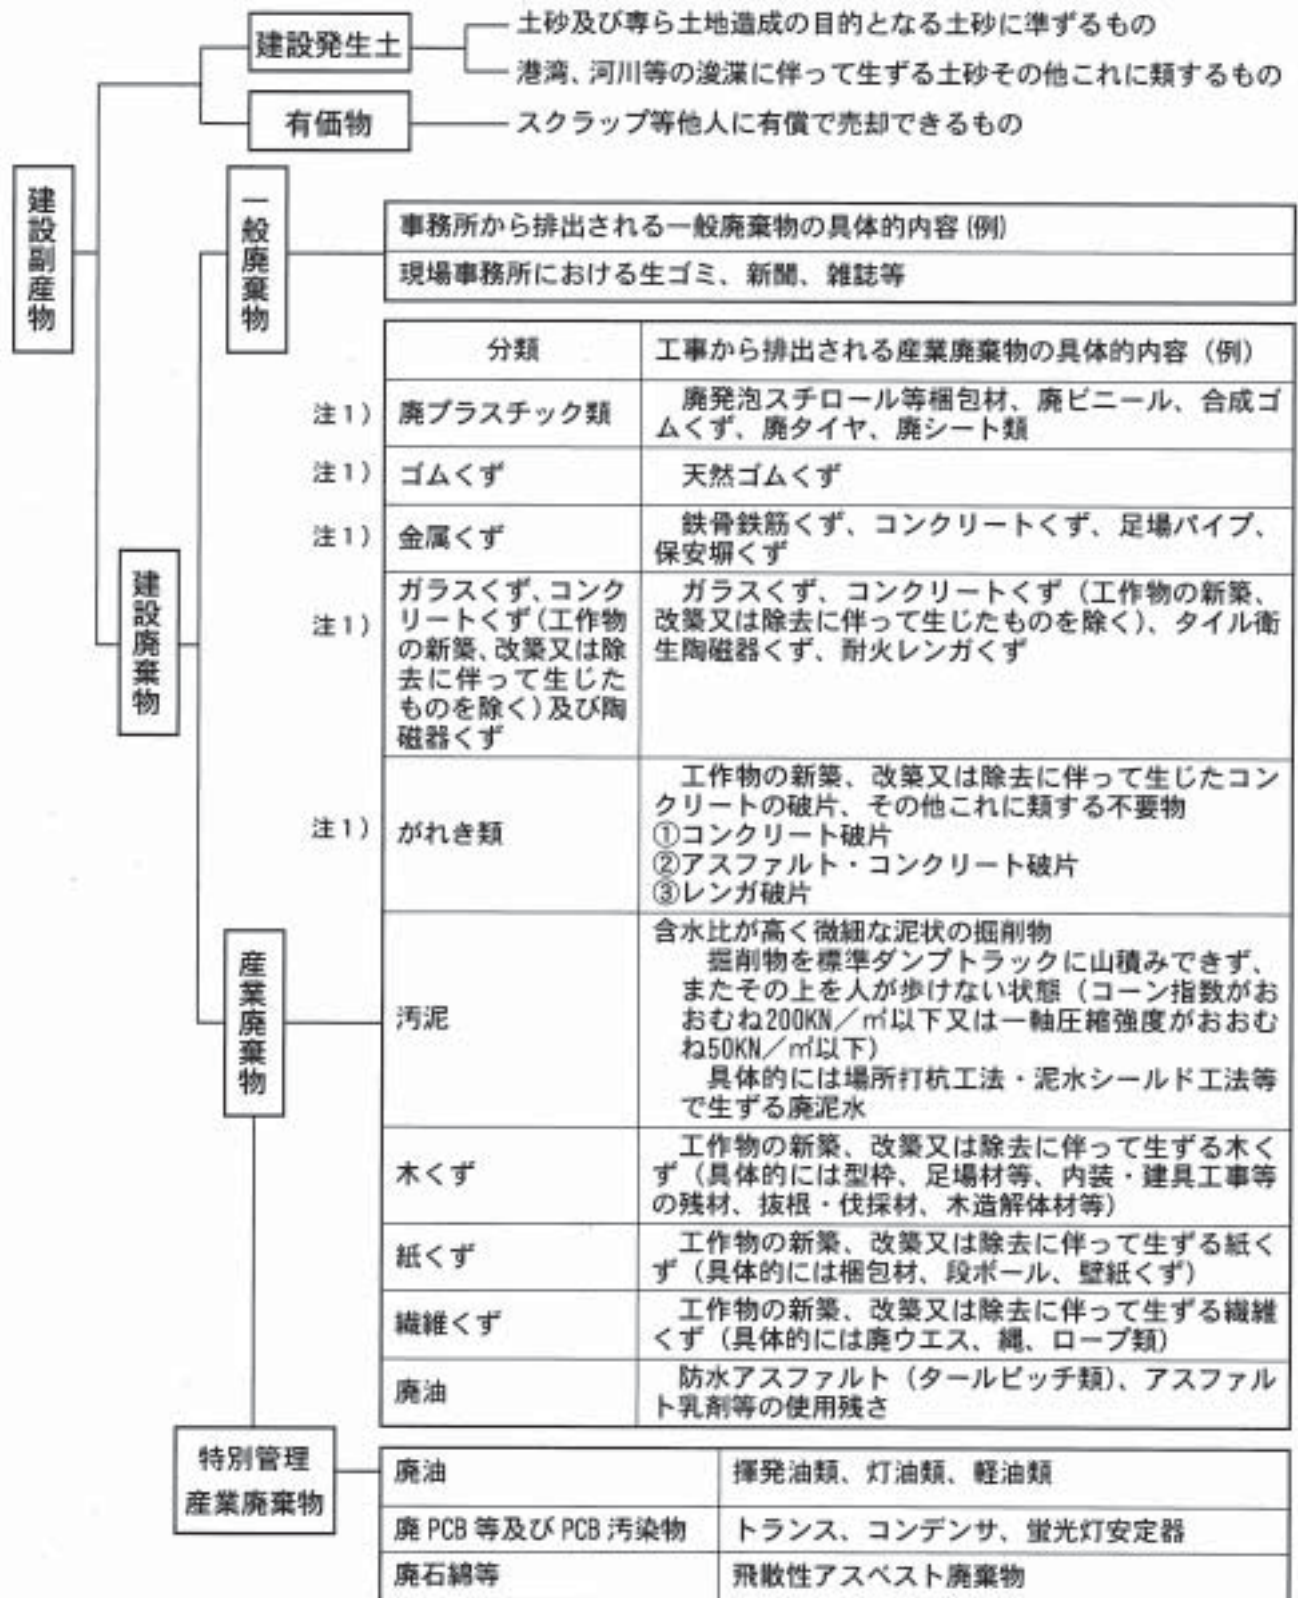 建設発生土
土砂及び専ら土地造成の目的となる土砂に準ずるもの
港湾、河川等の浚渫に伴って生ずる土砂その他これに類するもの
有価物
スクラップ等他人に有償で売却できるもの
建設副産物
一般廃棄物
事務所から排出される一般廃棄物の具体的内容(例)
現場事務所における生ゴミ、新聞、雑誌等
建設廃棄物
分類
工事から排出される産業廃棄物の具体的内容(例)
注1)
廃プラスチック類
廃発泡スチロール等梱包材、廃ビニール、合成ゴ
ムくず、廃タイヤ、廃シート類
注1)
ゴムくず
天然ゴムくず
注1)
金属くず
鉄骨鉄筋くず、コンクリートくず、足場パイプ、
保安塀くず
注1)
ガラスくず、コンク
リートくず(工作物
の新築、改築又は除
去に伴って生じた
ものを除く)及び陶
磁器くず
ガラスくず、コンクリートくず(工作物の新築、
改築又は除去に伴って生じたものを除く)、タイル衛
生陶磁器くず、耐火レンガくず
注1)
がれき類
工作物の新築、改築又は除去に伴って生じたコン
クリートの破片、その他これに類する不要物
①コンクリート破片
②アスファルト・コンクリート破片
③レンガ破片
産業廃棄物
汚泥
含水比が高く微細な泥状の掘削物
掘削物を標準ダンプトラックに山積みできず、
またその上を人が歩けない状態(コーン指数がお
おむね200KN/㎡以下又は一軸圧縮強度がおおむ
ね50KN/㎡以下)
具体的には場所打杭工法・泥水シールド工法等
で生ずる廃泥水
木くず
工作物の新築、改築又は除去に伴って生ずる木く
ず(具体的には型枠、足場材等、内装・建具工事等
の残材、抜根・伐採材、木造解体材等)
紙くず
工作物の新築、改築又は除去に伴って生ずる紙く
ず(具体的には梱包材、段ボール、壁紙くず)
繊維くず
工作物の新築、改築又は除去に伴って生ずる繊維
くず(具体的には廃ウエス、縄、ロープ類)
廃油
防水アスファルト(タールピッチ類)、アスファル
ト乳剤等の使用残さ
特別管理
産業廃棄物
廃油
揮発油類、灯油類、軽油類
廃PCB等及びPCB汚染物
トランス、コンデンサ、蛍光灯安定器
廃石綿等
飛散性アスベスト廃棄物